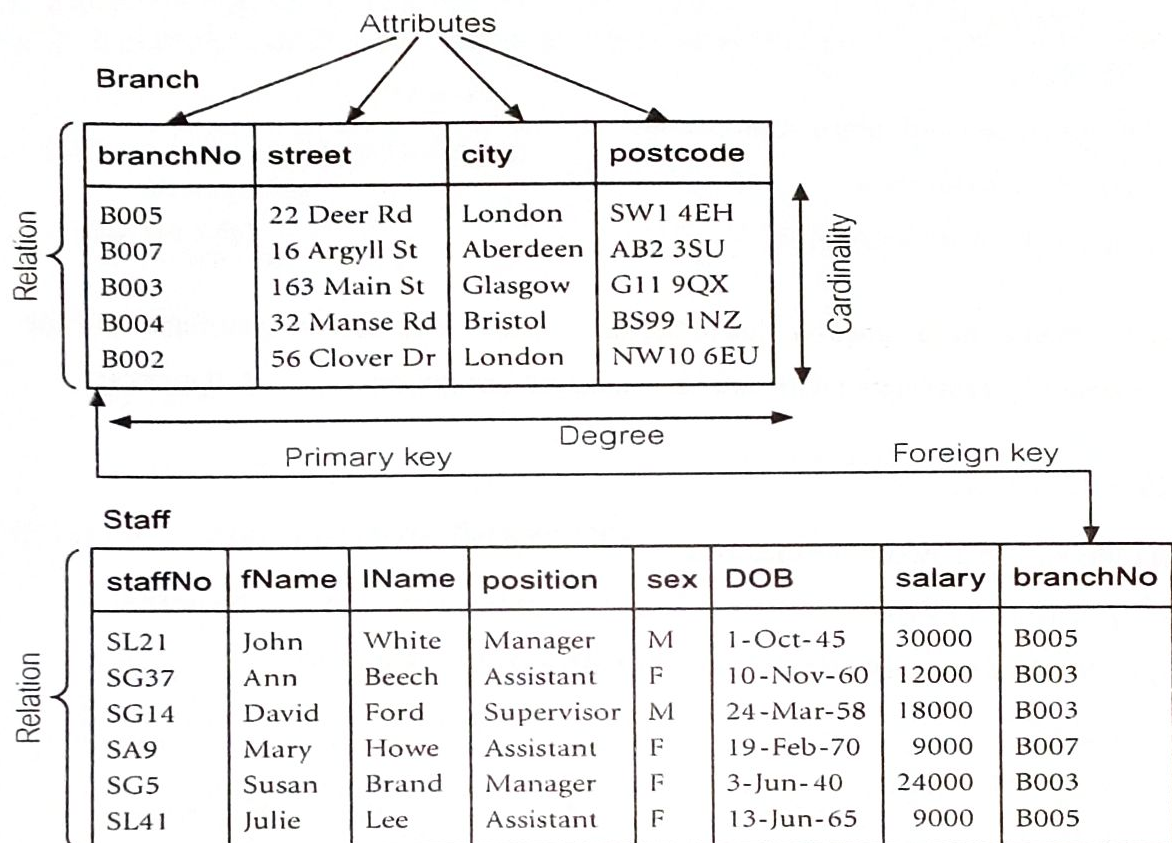 Attributes
Branch
branchNo street city postcode
B005 22 Deer Rd London SW1 4EH
B007 16 Argyll St Aberdeen AB2 3SU
B003 163 Main St Glasgow G11 9QX
B004 32 Manse Rd Bristol BS99 1NZ
B002 56 Clover Dr London NW10 6EU
Relation
Cardinality
Degree
Primary key
Foreign key
Staff
staffNo fName lName position sex DOB salary branchNo
SL21 John White Manager M 1-Oct-45 30000 B005
SG37 Ann Beech Assistant F 10-Nov-60 12000 B003
SG14 David Ford Supervisor M 24-Mar-58 18000 B003
SA9 Mary Howe Assistant F 19-Feb-70 9000 B007
SG5 Susan Brand Manager F 3-Jun-40 24000 B003
SL41 Julie Lee Assistant F 13-Jun-65 9000 B005
Relation